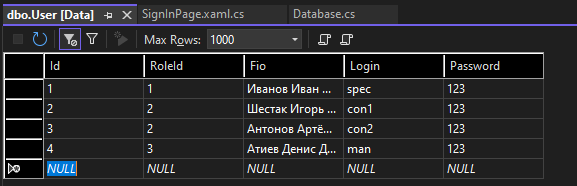 dbo.User [Data] SignInPage.xaml.cs Database.cs
Max Rows: 1000
Id RoleId Fio Login Password
1 1 Иванов Иван ... spec 123
2 2 Шестак Игорь ... con1 123
3 2 Антонов Артё... con2 123
4 3 Атиев Денис Д... man 123
NULL NULL NULL NULL NULL